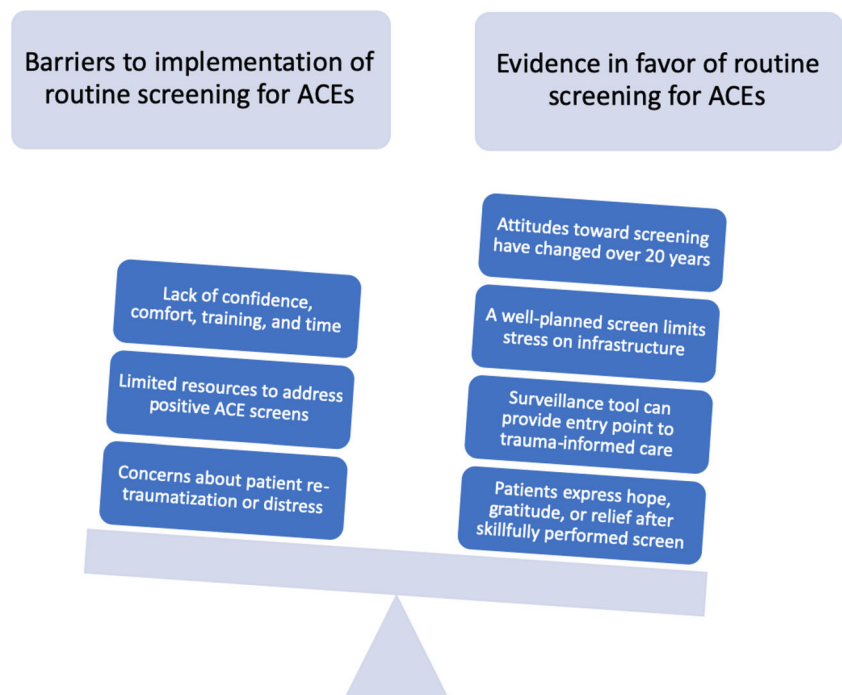 Barriers to implementation of
routine screening for ACEs
Evidence in favor of routine
screening for ACEs
Lack of confidence,
comfort, training, and time
Limited resources to address
positive ACE screens
Concerns about patient re-
traumatization or distress
Attitudes toward screening
have changed over 20 years
A well-planned screen limits
stress on infrastructure
Surveillance tool can
provide entry point to
trauma-informed care
Patients express hope,
gratitude, or relief after
skillfully performed screen